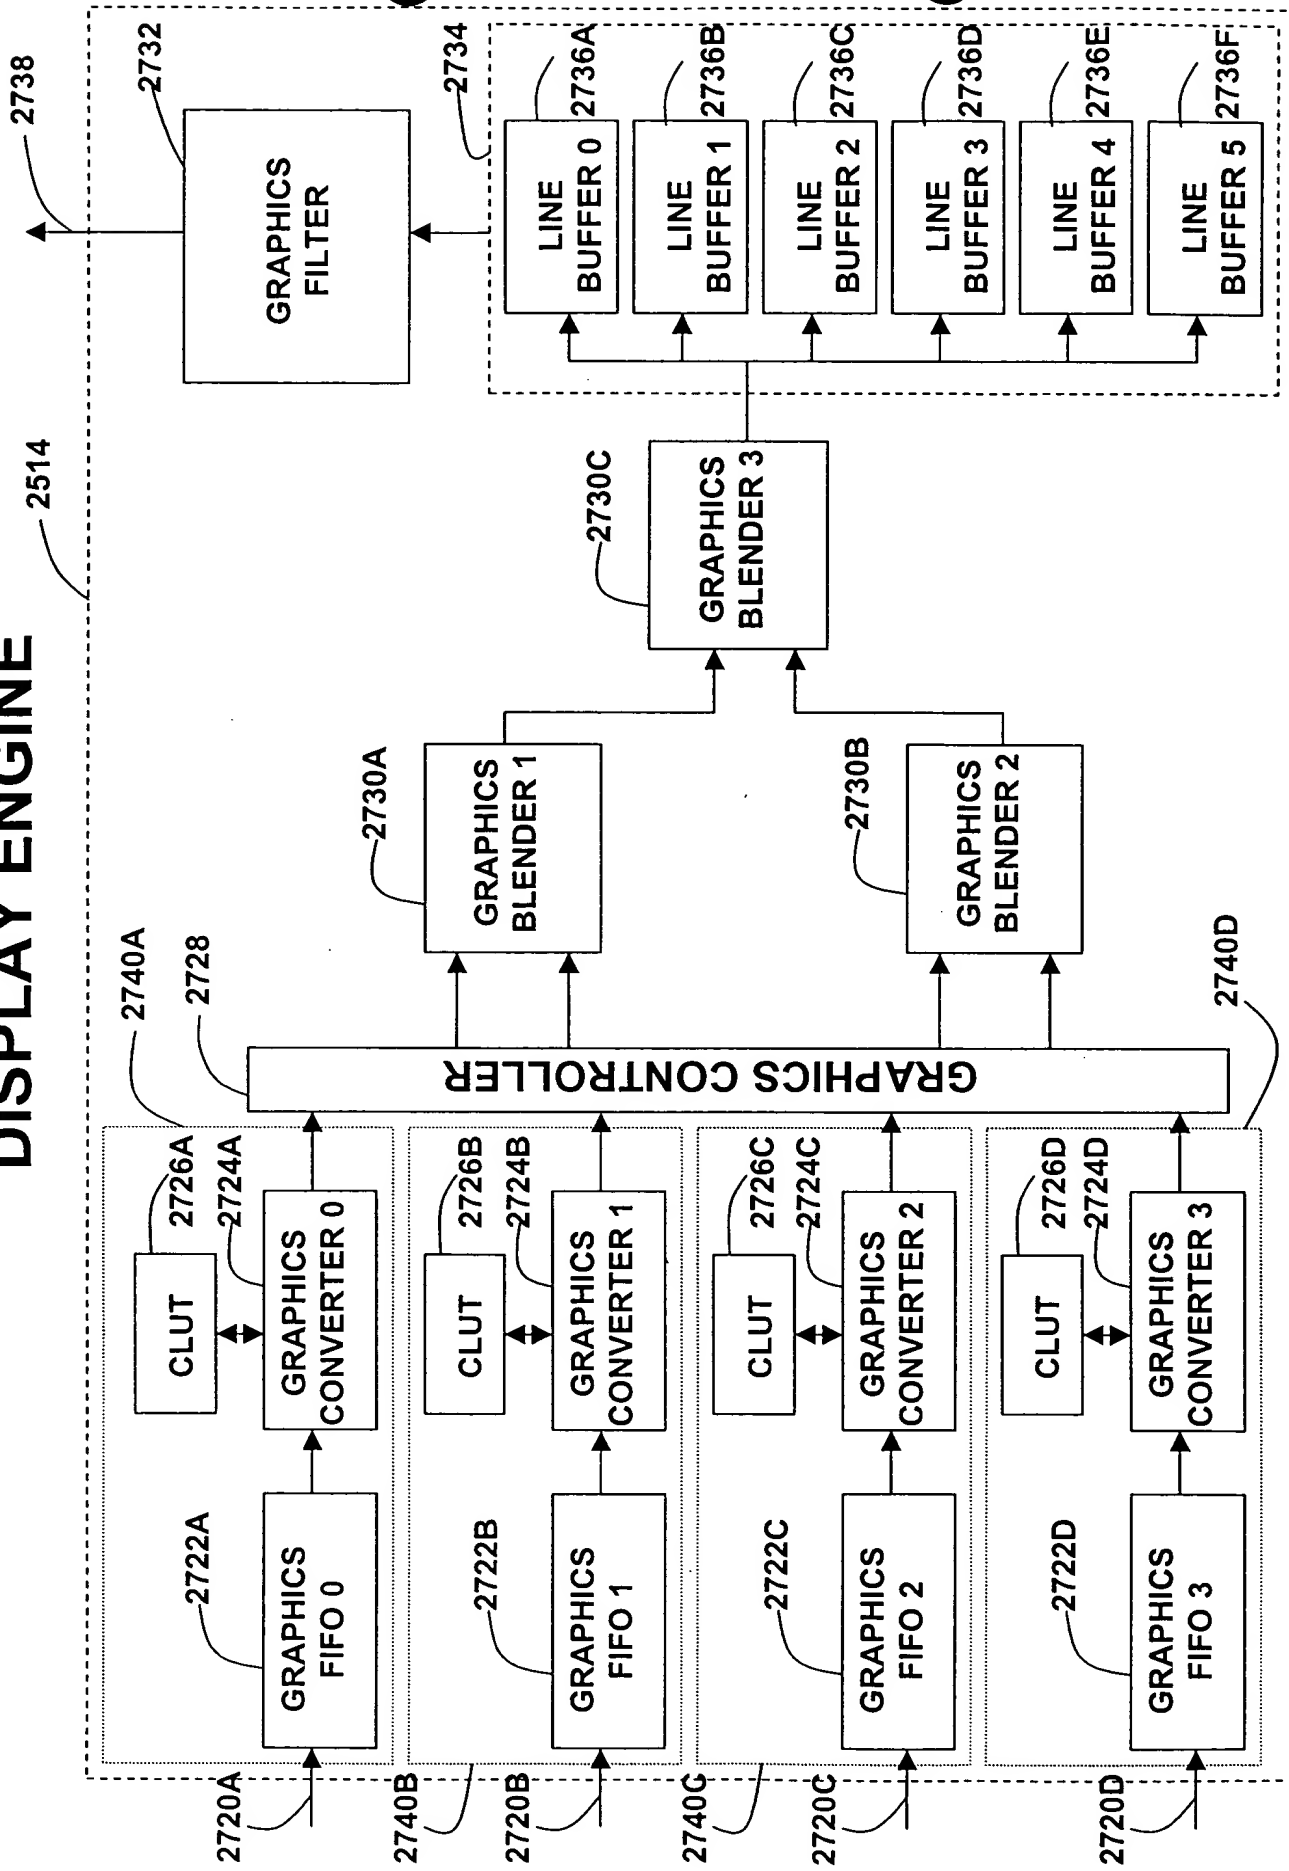 DISPLAY ENGINE
2514
2738
2732
GRAPHICS
FILTER
2734
2740A
2726A
CLUT
2724A
2722A
2720A
GRAPHICS
FIFO 0
GRAPHICS
CONVERTER 0
2740B
2726B
CLUT
2724B
2722B
2720B
GRAPHICS
FIFO 1
GRAPHICS
CONVERTER 1
2740C
2726C
CLUT
2724C
2722C
2720C
GRAPHICS
FIFO 2
GRAPHICS
CONVERTER 2
2740D
2726D
CLUT
2724D
2722D
2720D
GRAPHICS
FIFO 3
GRAPHICS
CONVERTER 3
2728
GRAPHICS CONTROLLER
2730A
GRAPHICS
BLENDER 1
2730B
GRAPHICS
BLENDER 2
2730C
GRAPHICS
BLENDER 3
LINE
BUFFER 0
2736A
LINE
BUFFER 1
2736B
LINE
BUFFER 2
2736C
LINE
BUFFER 3
2736D
LINE
BUFFER 4
2736E
LINE
BUFFER 5
2736F